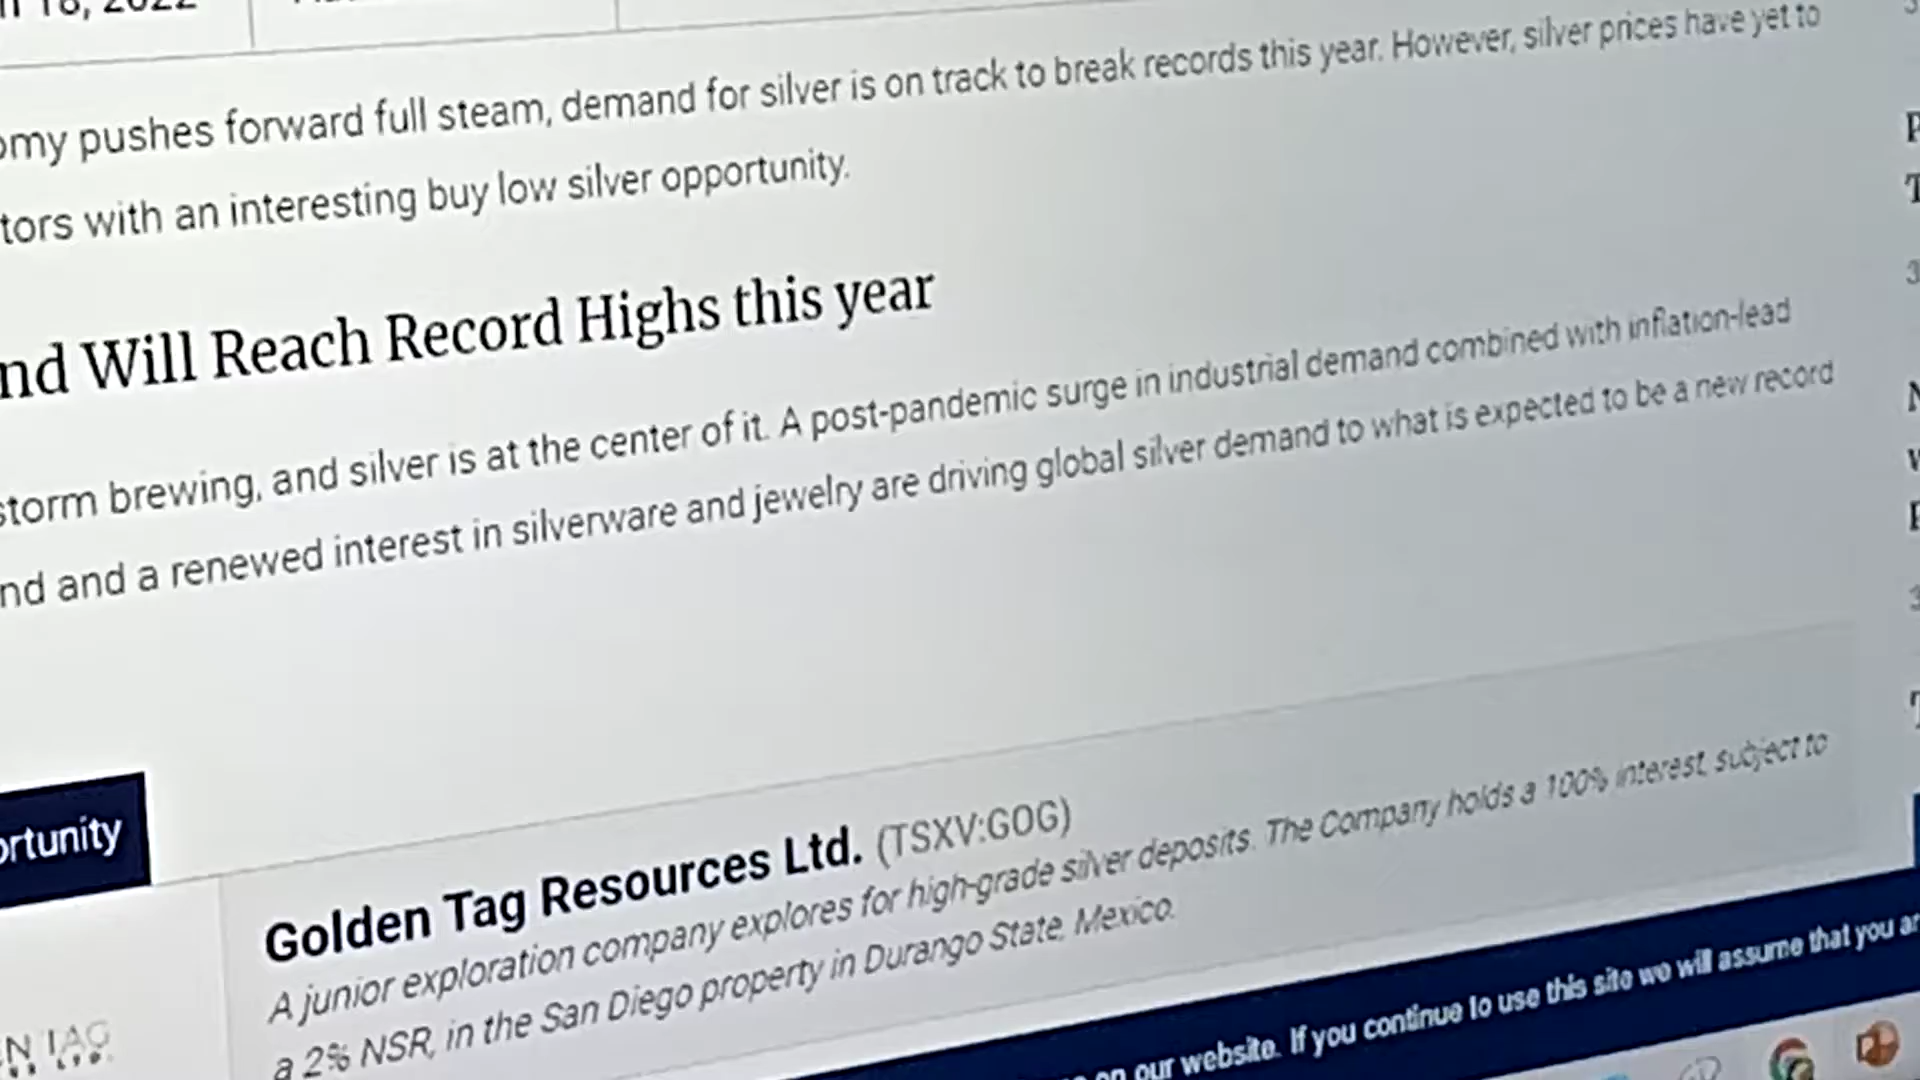 18, 2022
omy pushes forward full steam, demand for silver is on track to break records this year. However, silver prices have yet to
tors with an interesting buy low silver opportunity.
nd Will Reach Record Highs this year
storm brewing, and silver is at the center of it. A post-pandemic surge in industrial demand combined with inflation-lead
nd and a renewed interest in silverware and jewelry are driving global silver demand to what is expected to be a new record
ortunity
Golden Tag Resources Ltd. (TSXV:GOG)
A junior exploration company explores for high-grade silver deposits. The Company holds a 100% interest, subject to
a 2% NSR, in the San Diego property in Durango State, Mexico.
N TAG
on our website. If you continue to use this site we will assume that you ar